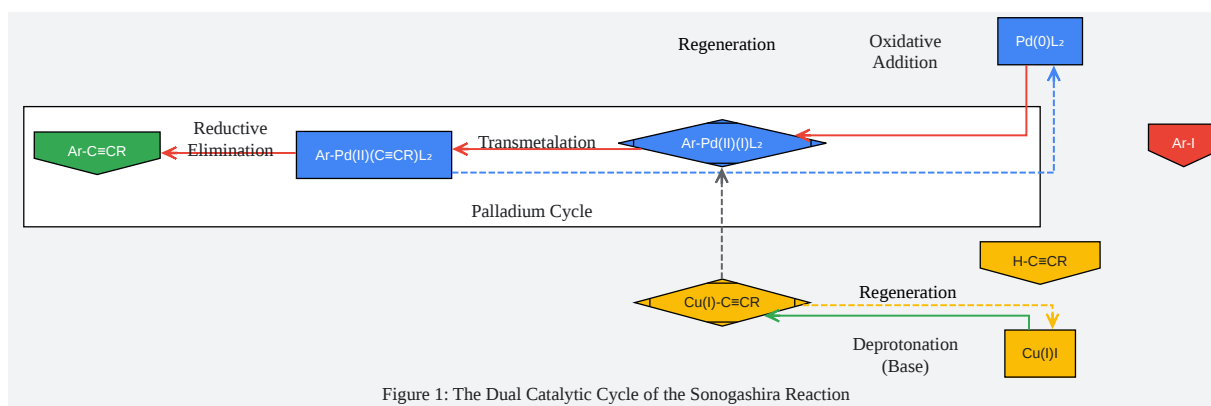 Regeneration
Oxidative
Addition
Pd(0)L₂
Ar-C≡CR
Reductive
Elimination
Ar-Pd(II)(C≡CR)L₂
Transmetalation
Ar-Pd(II)(I)L₂
Ar-I
Palladium Cycle
H-C≡CR
Cu(I)-C≡CR
Regeneration
Deprotonation
(Base)
Cu(I)I
Figure 1: The Dual Catalytic Cycle of the Sonogashira Reaction